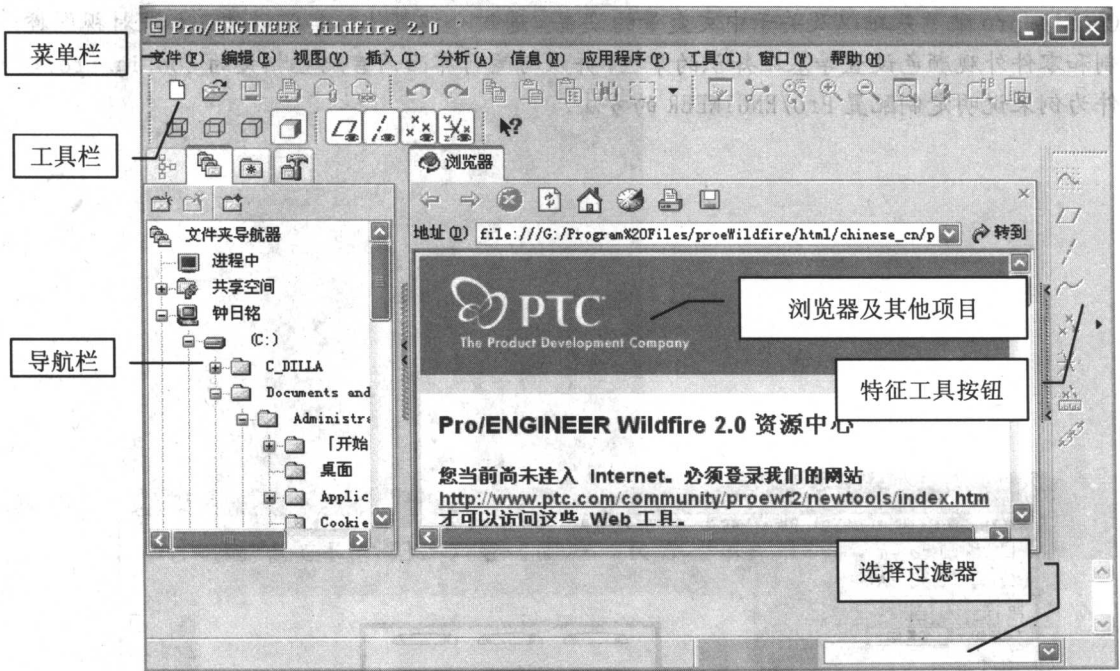 Pro/ENGINEER Wildfire 2.0
菜单栏
文件(F) 编辑(E) 视图(V) 插入(I) 分析(A) 信息(N) 应用程序(P) 工具(T) 窗口(W) 帮助(H)
工具栏
浏览器
地址(D) file:///G:/Program%20Files/proeWildfire/html/chinese_cn/p 转到
文件夹导航器
进程中
共享空间
钟日铭
(C:)
导航栏
C_DILLA
Documents and
Administra
「开始
桌面
Applic
Cookie
PTC
The Product Development Company
浏览器及其他项目
特征工具按钮
Pro/ENGINEER Wildfire 2.0 资源中心
您当前尚未连入 Internet。必须登录我们的网站
http://www.ptc.com/community/proewf2/newtools/index.htm
才可以访问这些 Web 工具。
选择过滤器